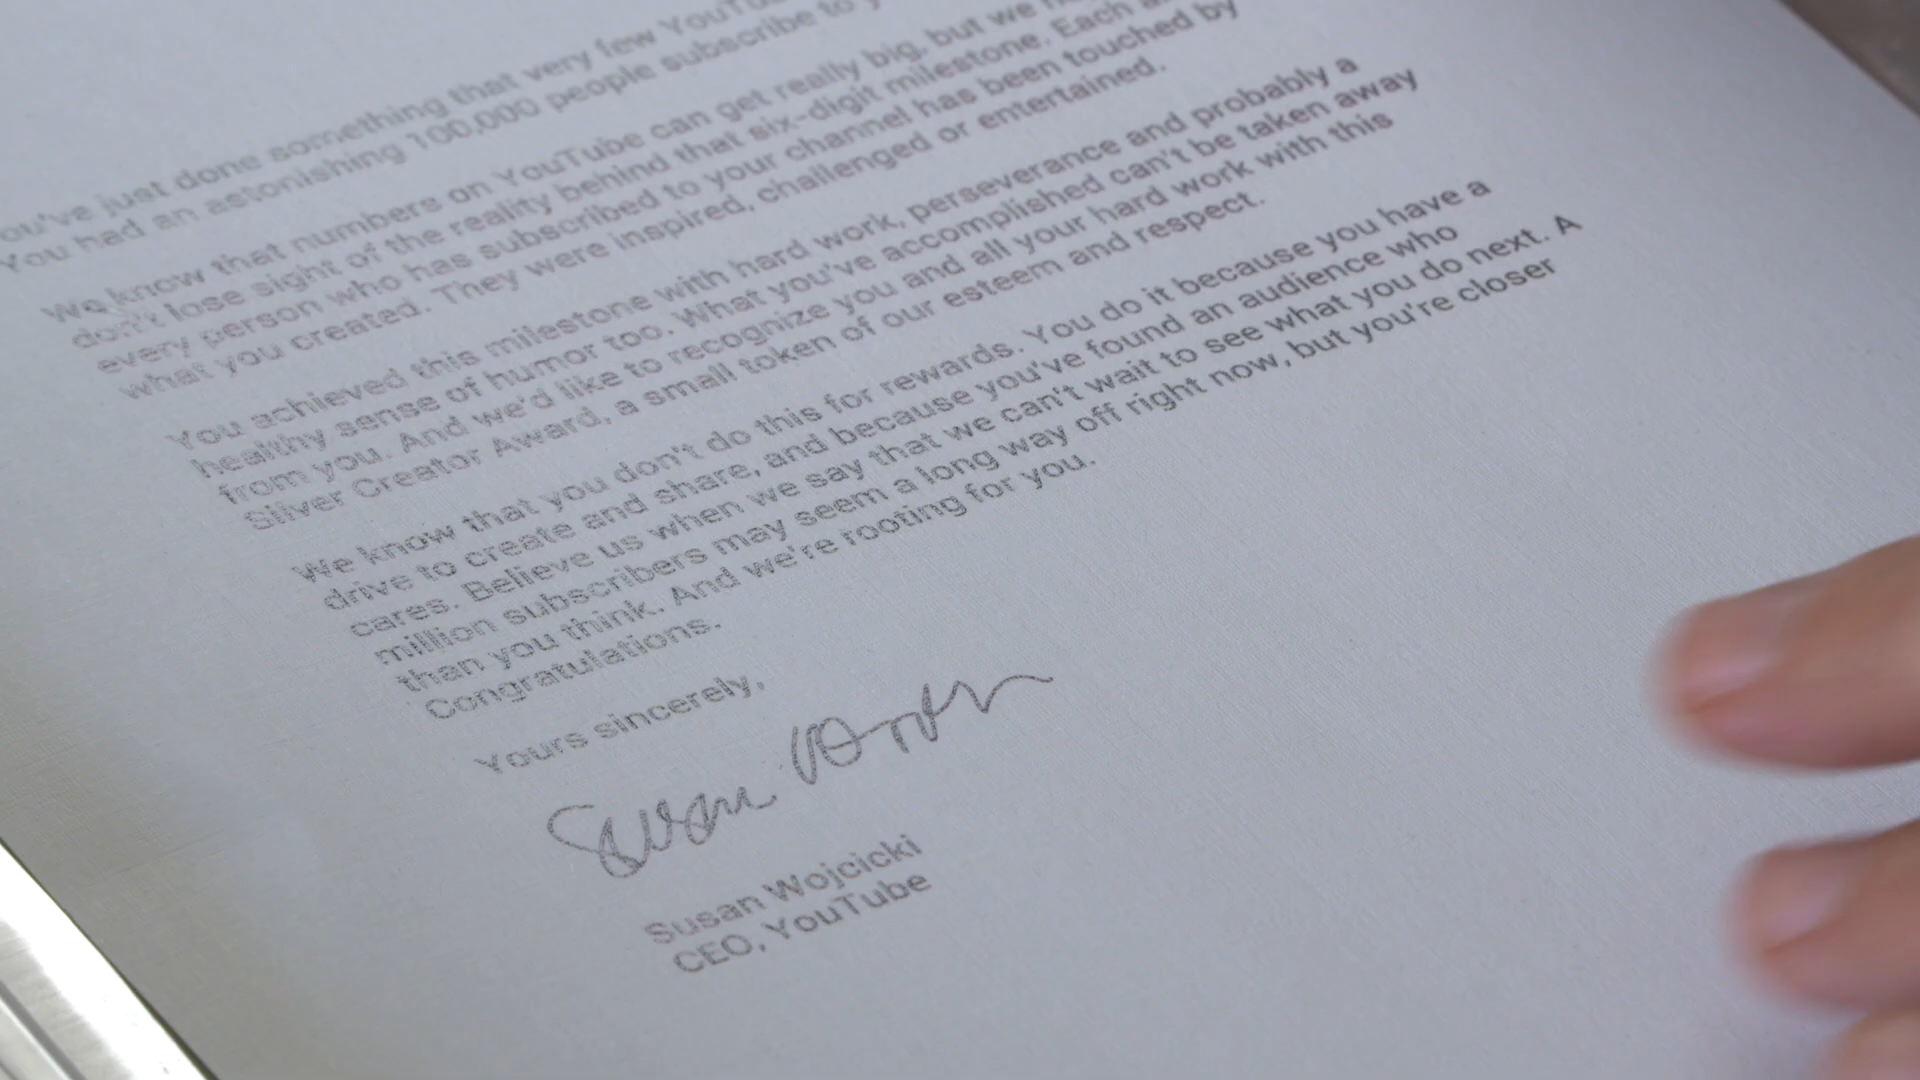 ou've just done something that very few
You had an astonishing 100,000 people subscribe to
We know that numbers on YouTube can get really big, but we
don't lose sight of the reality behind that six-digit milestone. Each
every person who has subscribed to your channel has been touched by
what you created. They were inspired, challenged or entertained.
You achieved this milestone with hard work, perseverance and probably a
healthy sense of humor too. What you've accomplished can't be taken away
from you. And we'd like to recognize you and all your hard work with this
Silver Creator Award, a small token of our esteem and respect.
We know that you don't do this for rewards. You do it because you have a
drive to create and share, and because you've found an audience who
cares. Believe us when we say that we can't wait to see what you do next. A
million subscribers may seem a long way off right now, but you're closer
than you think. And we're rooting for you.
Congratulations.
Yours sincerely,
Susan Wojcicki
CEO, YouTube